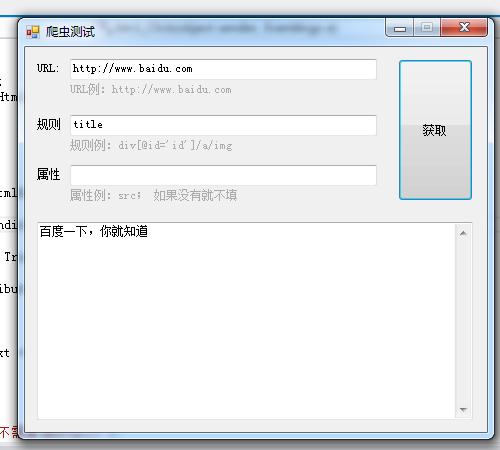 爬虫测试
URL: http://www.baidu.com
URL例: http://www.baidu.com
获取
规则 title
规则例: div[@id='id']/a/img
属性
属性例: src; 如果没有就不填
百度一下，你就知道